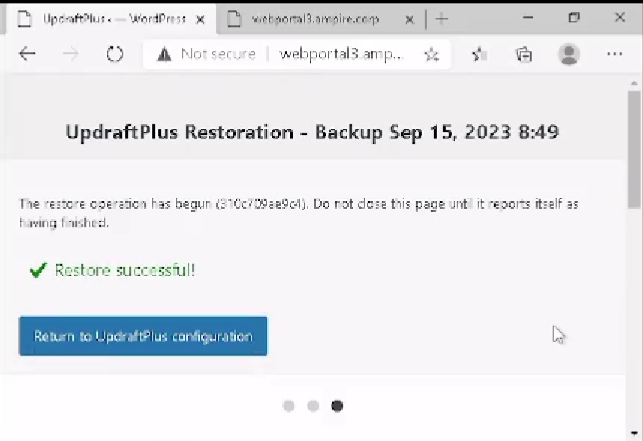 UpdraftPlus ‹ — WordPress
webportal3.ampire.corp
Not secure
webportal3.amp...
UpdraftPlus Restoration - Backup Sep 15, 2023 8:49
The restore operation has begun (310c709ae9c4). Do not close this page until it reports itself as
having finished.
Restore successful!
Return to UpdraftPlus configuration